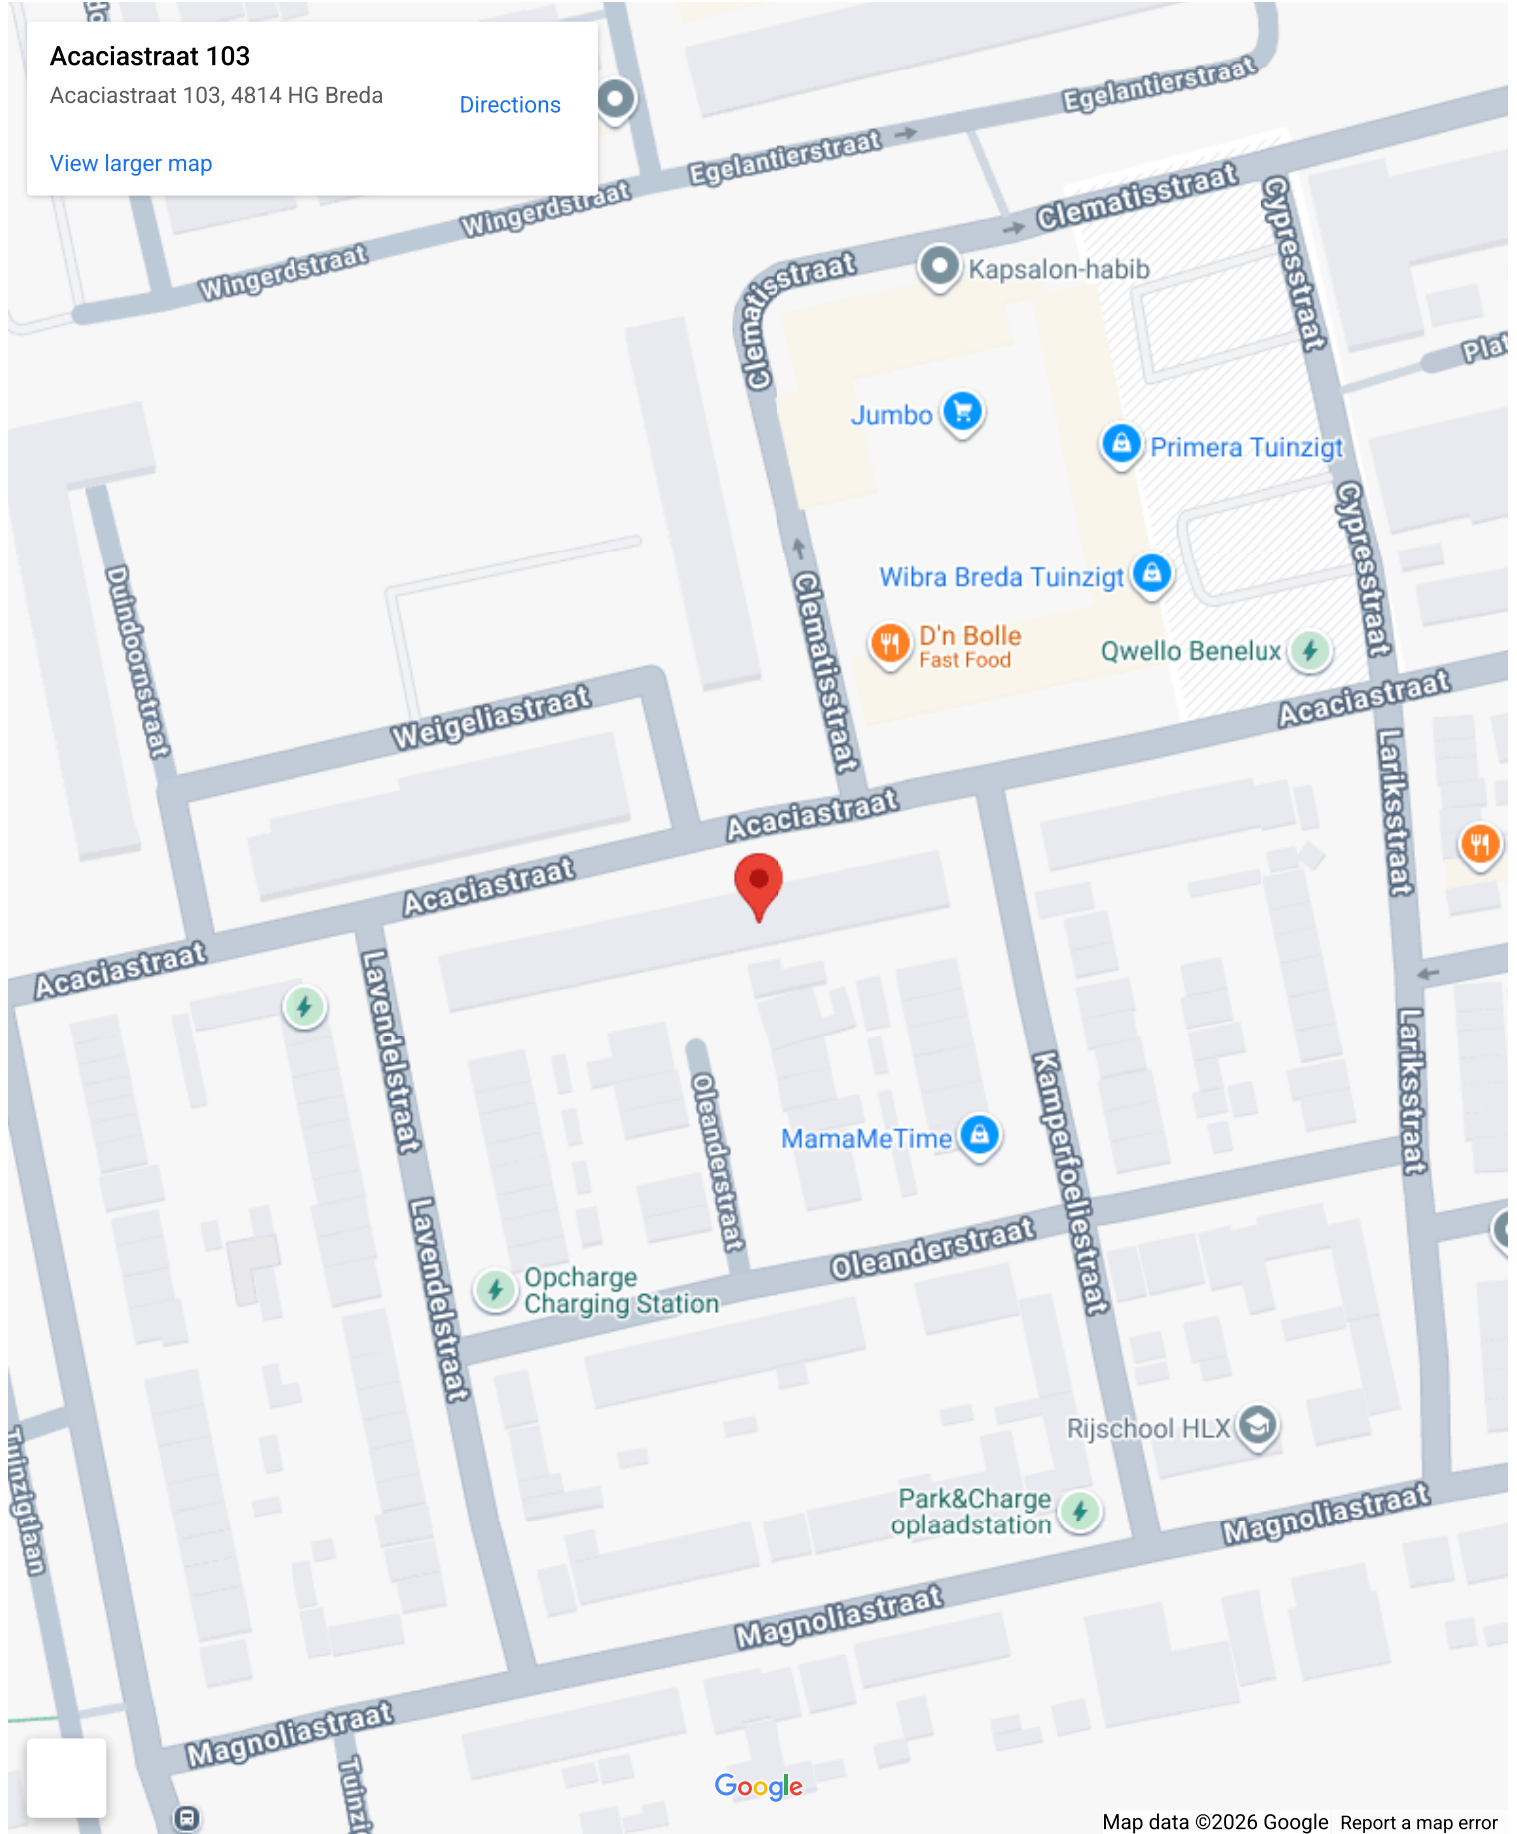 Acaciastraat 103
Acaciastraat 103, 4814 HG Breda
Directions
View larger map
Egelantierstraat
Egelantierstraat
Wingerdstraat
Wingerdstraat
Clematisstraat
Clematisstraat
Cypresstraat
Kapsalon-habib
Plat
Jumbo
Primera Tuinzigt
Cypresstraat
Duindoornstraat
Wibra Breda Tuinzigt
Clematisstraat
D'n Bolle
Fast Food
Qwello Benelux
Weigeliastraat
Acaciastraat
Lariksstraat
Acaciastraat
Acaciastraat
Acaciastraat
Lavendelstraat
Lariksstraat
Kamperfoeliestraat
Oleanderstraat
MamaMeTime
Lavendelstraat
Oleanderstraat
Opcharge
Charging Station
Rijschool HLX
Tuinzigtlaan
Park&Charge
oplaadstation
Magnoliastraat
Magnoliastraat
Magnoliastraat
Tuinzi
Google
Map data ©2026 Google
Report a map error